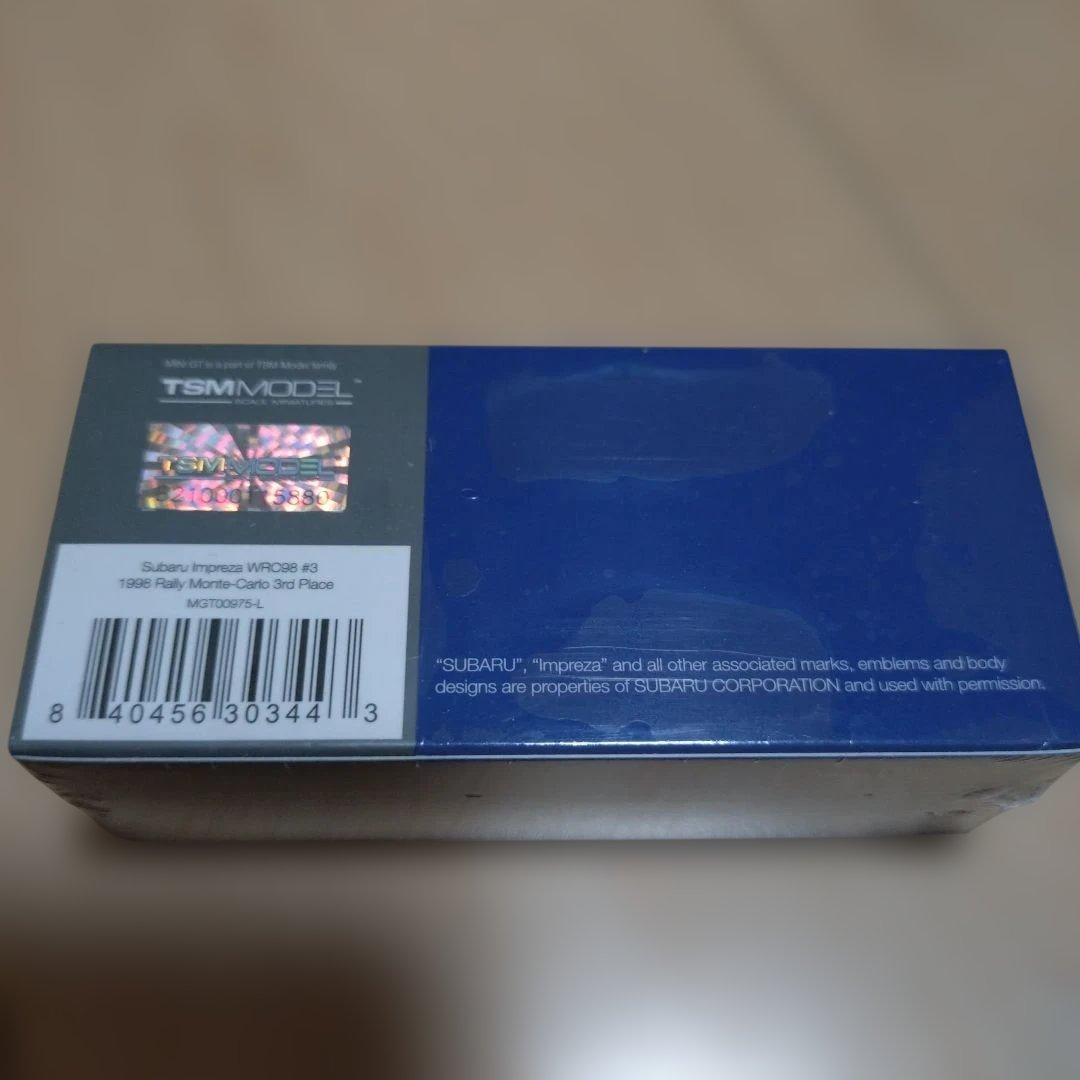 MINI GT is a part of TSM Model family
TSMMODEL™
SCALE MINIATURES
TSM MODEL
Subaru Impreza WRC98 #3
1998 Rally Monte-Carlo 3rd Place
MGT00975-L
8 40456 30344 3
"SUBARU", "Impreza" and all other associated marks, emblems and body
designs are properties of SUBARU CORPORATION and used with permission.